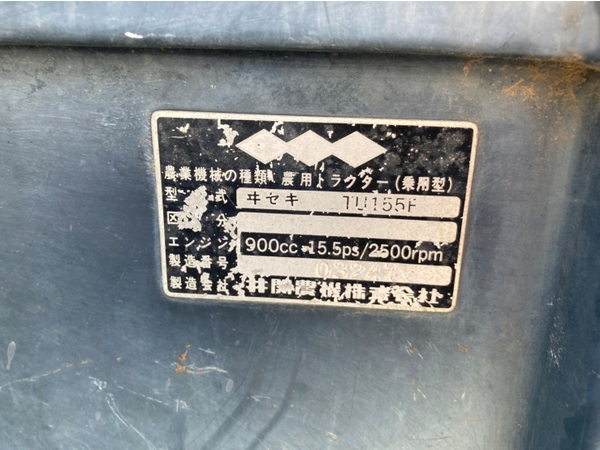 農業機械の種類 農用トラクター(乗用型)
型 式 ヰセキ TU155F
区 分
エンジン 900cc 15.5ps/2500rpm
製造番号
製造会社 井関農機株式会社